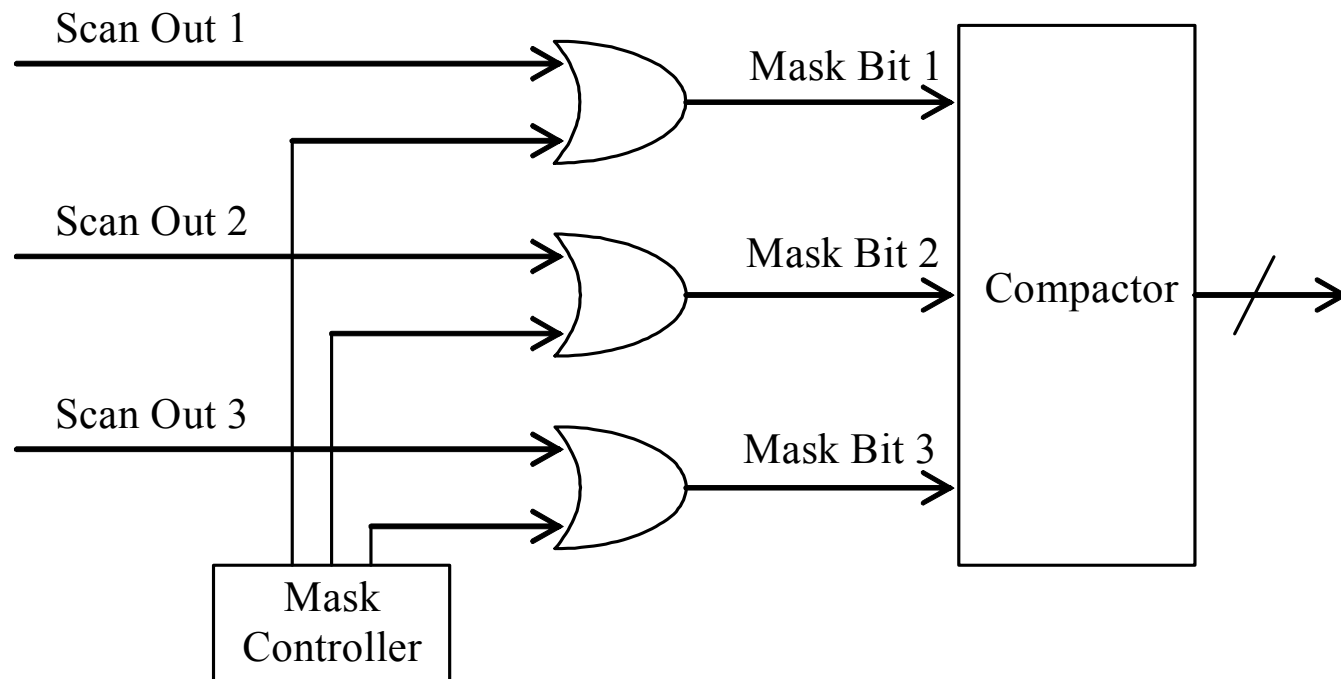 Scan Out 1
Mask Bit 1
Scan Out 2
Mask Bit 2
Compactor
Scan Out 3
Mask Bit 3
Mask
Controller